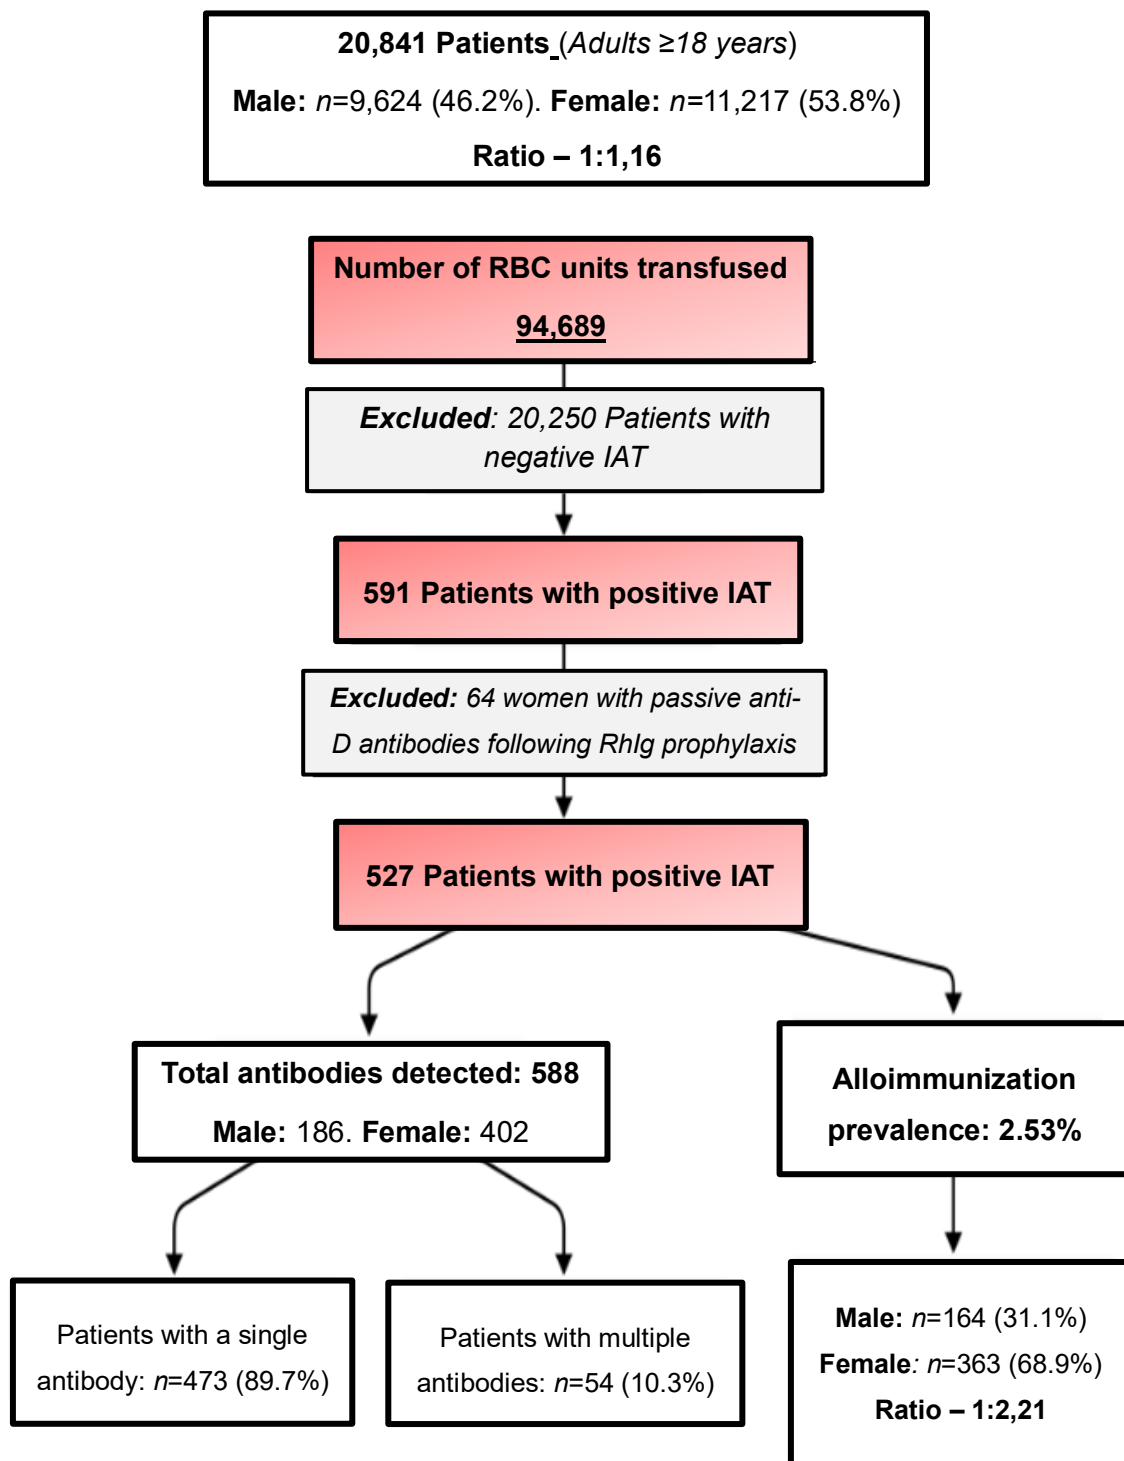 20,841 Patients (Adults ≥18 years)
Male: n=9,624 (46.2%). Female: n=11,217 (53.8%)
Ratio – 1:1,16
Number of RBC units transfused
94,689
Excluded: 20,250 Patients with
negative IAT
591 Patients with positive IAT
Excluded: 64 women with passive anti-
D antibodies following RhIg prophylaxis
527 Patients with positive IAT
Total antibodies detected: 588
Male: 186. Female: 402
Alloimmunization
prevalence: 2.53%
Patients with a single
antibody: n=473 (89.7%)
Patients with multiple
antibodies: n=54 (10.3%)
Male: n=164 (31.1%)
Female: n=363 (68.9%)
Ratio – 1:2,21